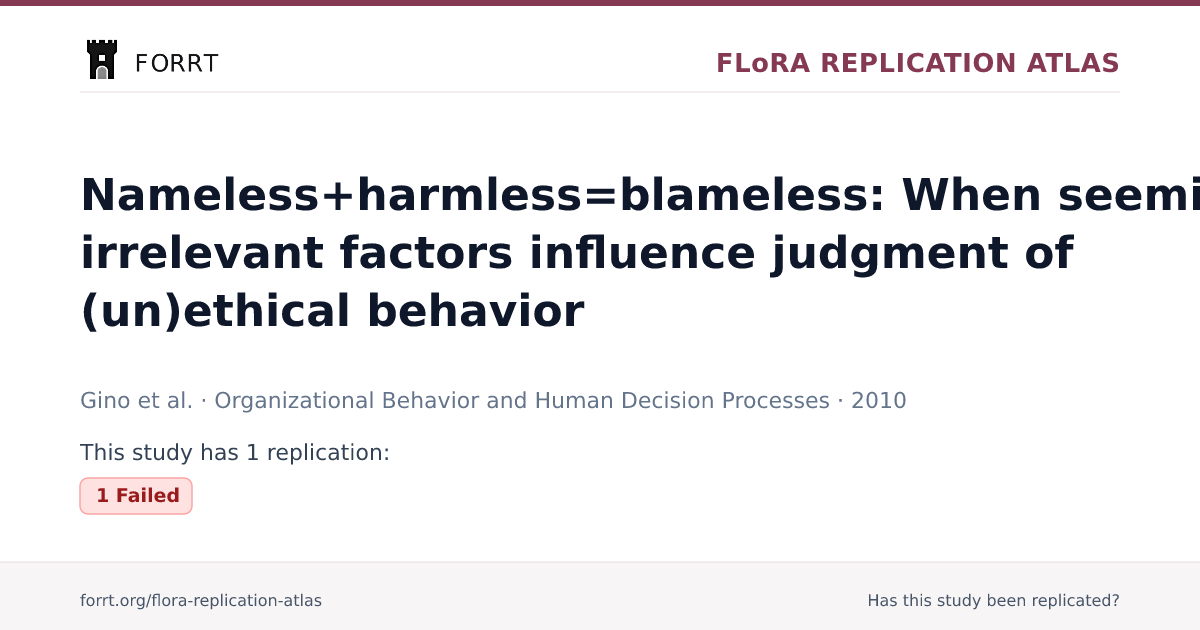 FORRT
FLoRA REPLICATION ATLAS
Nameless+harmless=blameless: When seemi
irrelevant factors influence judgment of
(un)ethical behavior
Gino et al. · Organizational Behavior and Human Decision Processes · 2010
This study has 1 replication:
1 Failed
forrt.org/flora-replication-atlas
Has this study been replicated?